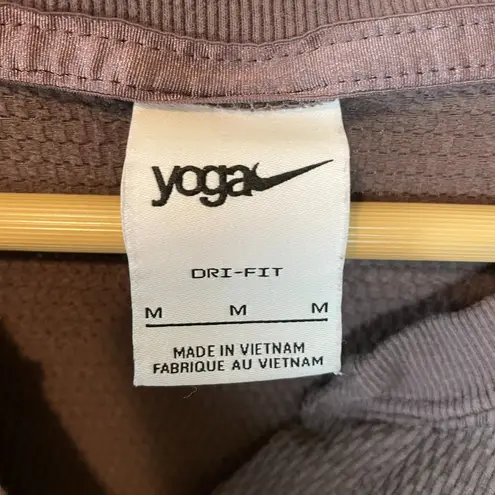 yoga
DRI-FIT
M M M
MADE IN VIETNAM
FABRIQUE AU VIETNAM